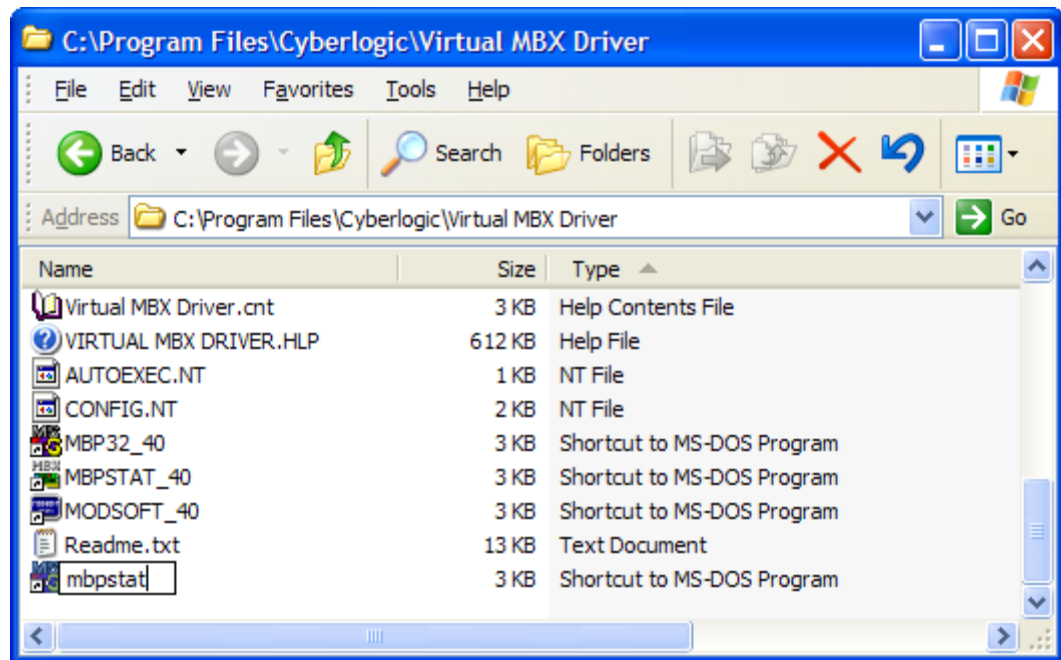 C:\Program Files\Cyberlogic\Virtual MBX Driver
File Edit View Favorites Tools Help
Back Search Folders
Address C:\Program Files\Cyberlogic\Virtual MBX Driver Go
Name Size Type
Virtual MBX Driver.cnt 3 KB Help Contents File
VIRTUAL MBX DRIVER.HLP 612 KB Help File
AUTOEXEC.NT 1 KB NT File
CONFIG.NT 2 KB NT File
MBP32_40 3 KB Shortcut to MS-DOS Program
MBPSTAT_40 3 KB Shortcut to MS-DOS Program
MODSOFT_40 3 KB Shortcut to MS-DOS Program
Readme.txt 13 KB Text Document
mbpstat 3 KB Shortcut to MS-DOS Program